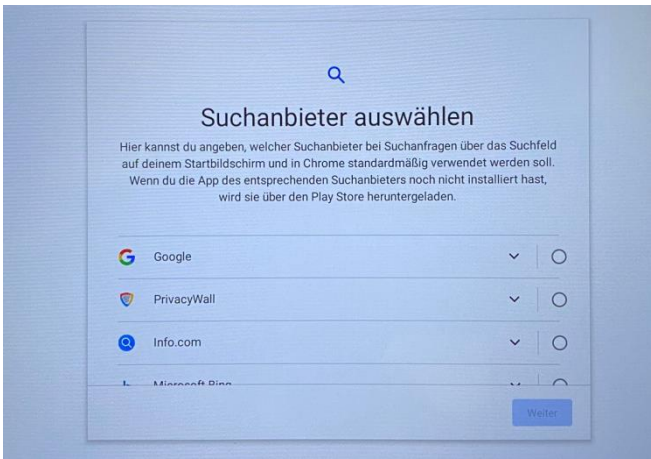 Suchanbieter auswählen
Hier kannst du angeben, welcher Suchanbieter bei Suchanfragen über das Suchfeld
auf deinem Startbildschirm und in Chrome standardmäßig verwendet werden soll.
Wenn du die App des entsprechenden Suchanbieters noch nicht installiert hast,
wird sie über den Play Store heruntergeladen.
Google
PrivacyWall
Info.com
Microsoft Bing
Weiter